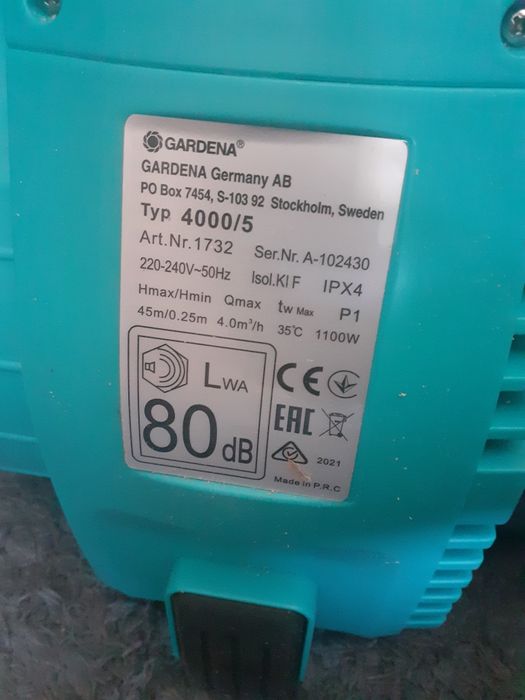 GARDENA®
GARDENA Germany AB
PO Box 7454, S-103 92 Stockholm, Sweden
Typ 4000/5
Art.Nr.1732 Ser.Nr. A-102430
220-240V~50Hz Isol.Kl F IPX4
Hmax/Hmin Qmax tw Max P1
45m/0.25m 4.0m³/h 35℃ 1100W
LWA
80 dB
CE
EAC
2021
Made in P.R.C